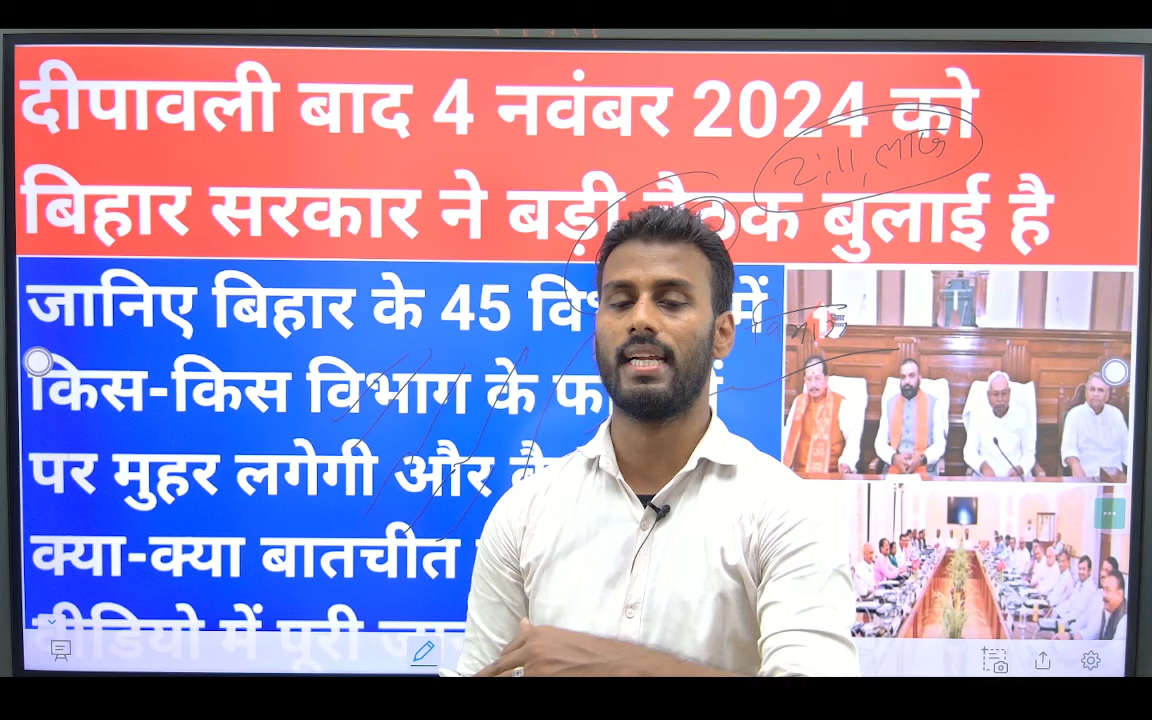 दीपावली बाद 4 नवंबर 2024 को
बिहार सरकार ने बड़ी बैठक बुलाई है
जानिए बिहार के 45 में
किस-किस विभाग के
पर मुहर लगेगी और
क्या-क्या बातचीत
वीडियो में पूरी